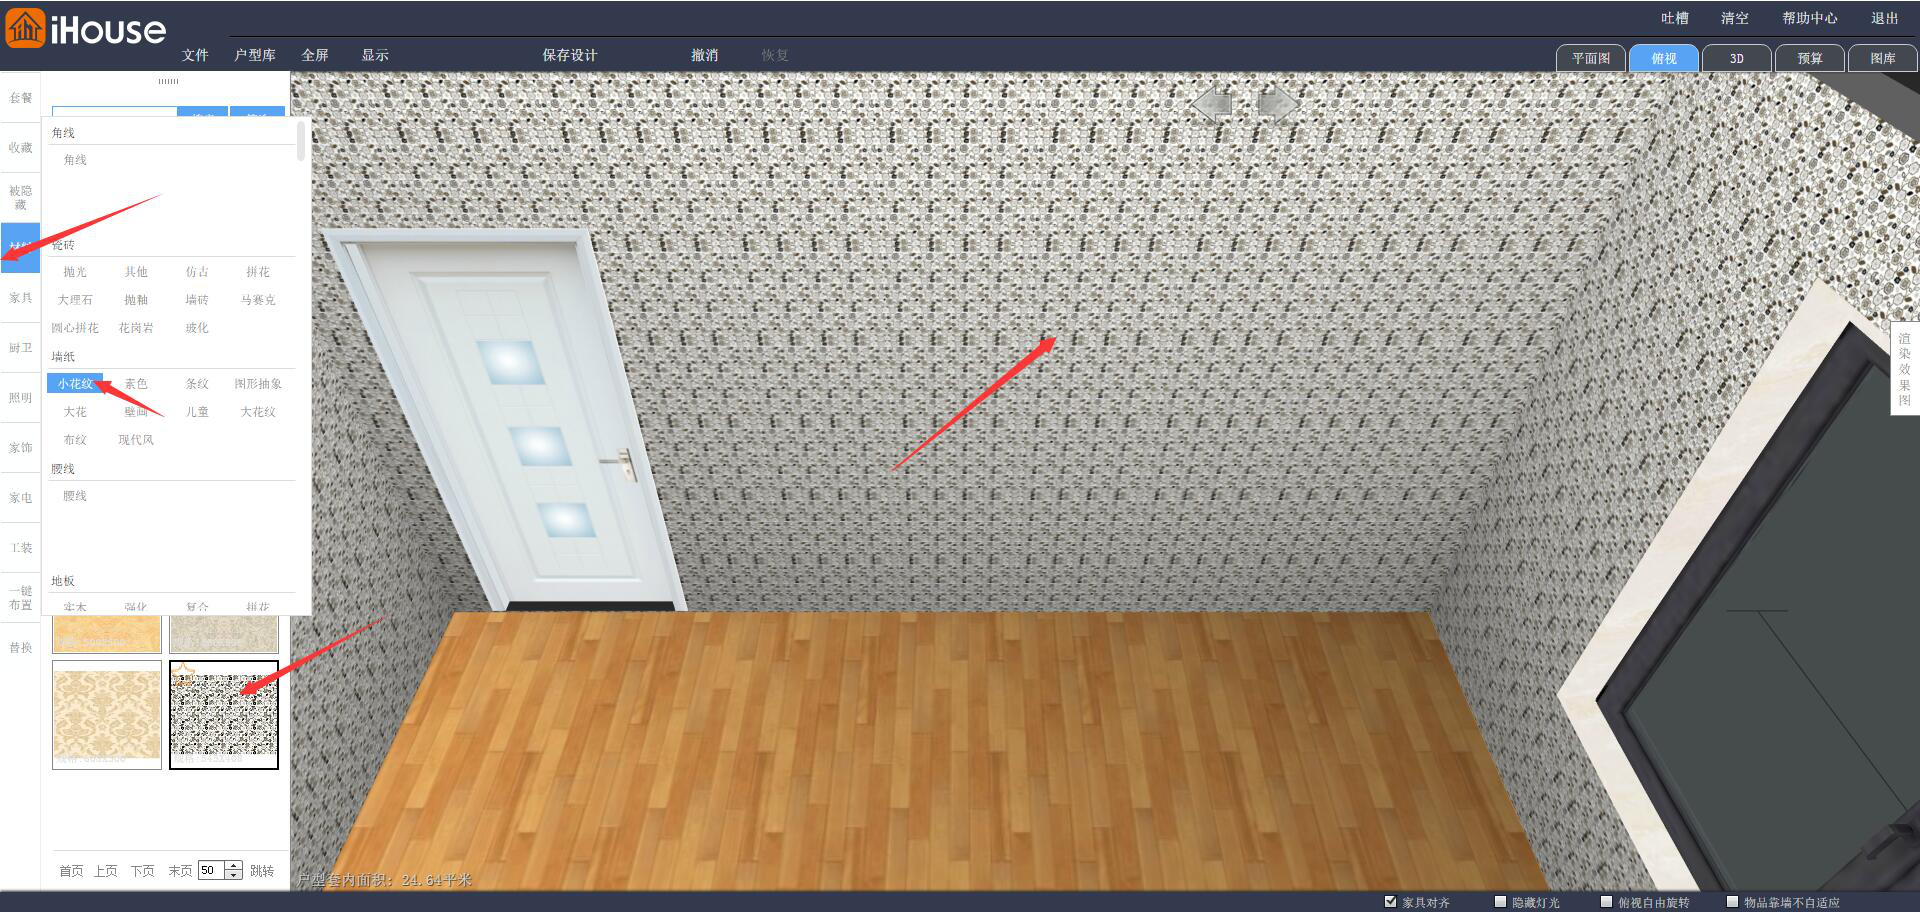 iHouse
吐槽 清空 帮助中心 退出
文件 户型库 全屏 显示 保存设计 撤消 恢复
平面图 俯视 3D 预算 图库
套餐
收藏
被隐
藏
家具
厨卫
照明
家饰
家电
工装
一键
布置
替换
角线
角线
瓷砖
抛光 其他 仿古 拼花
大理石 抛釉 墙砖 马赛克
圆心拼花 花岗岩 玻化
墙纸
小花纹 素色 条纹 图形抽象
大花 壁画 儿童 大花纹
布纹 现代风
腰线
腰线
地板
实木 强化 复合 拼花
首页 上页 下页 末页 50 跳转
渲
染
效
果
图
户型套内面积: 24.64平米
家具对齐 隐藏灯光 俯视自由旋转 物品靠墙不自适应